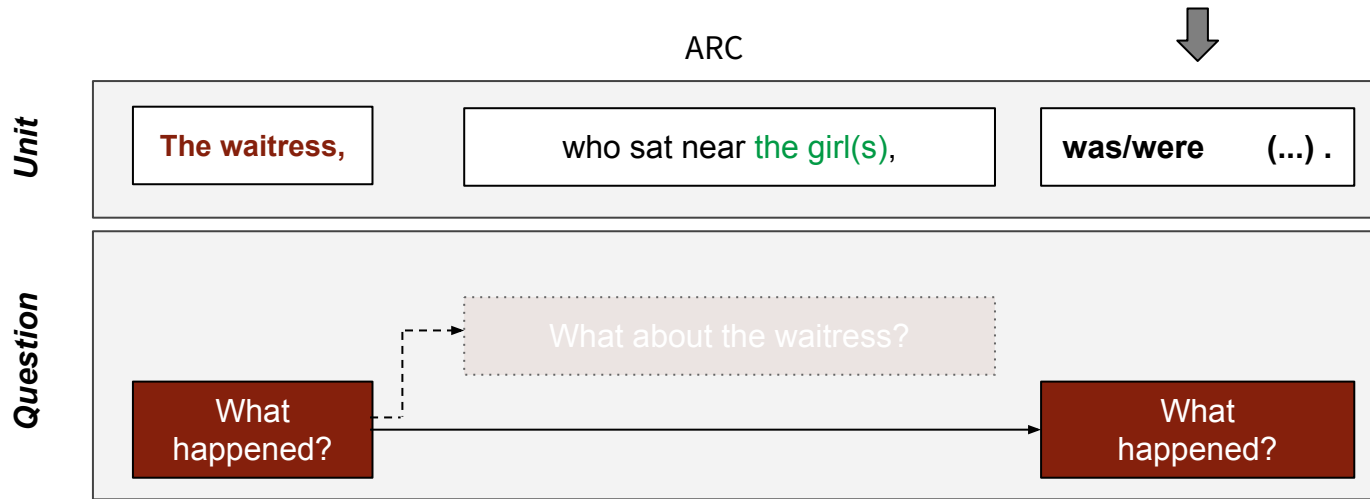 ARC
Unit
The waitress,
who sat near the girl(s),
was/were (...) .
Question
What about the waitress?
What
happened?
What
happened?